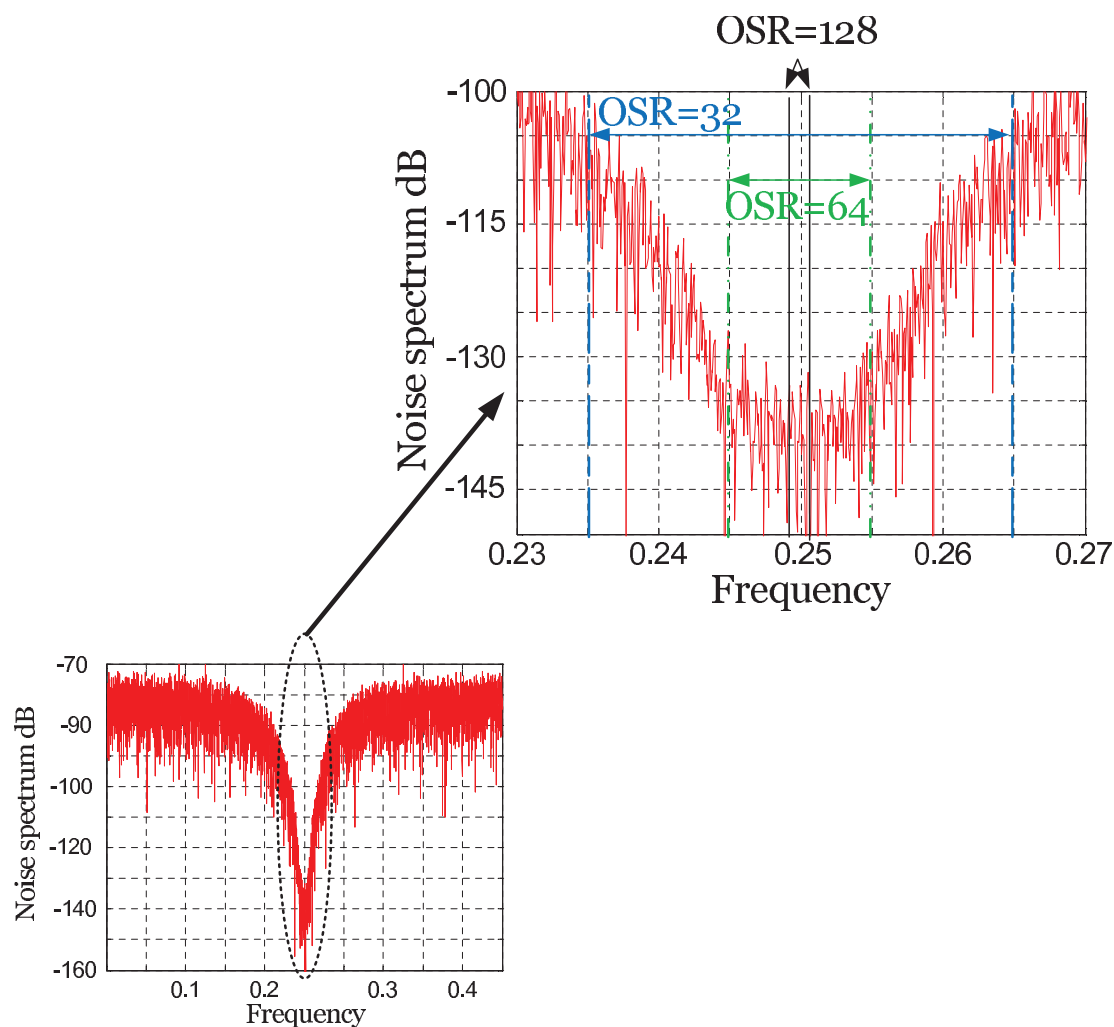 OSR=128
-100
OSR=32
OSR=64
-115
-130
-145
Noise spectrum dB
0.23 0.24 0.25 0.26 0.27
Frequency
-70
-90
-100
-120
-140
-160
Noise spectrum dB
0.1 0.2 0.3 0.4
Frequency